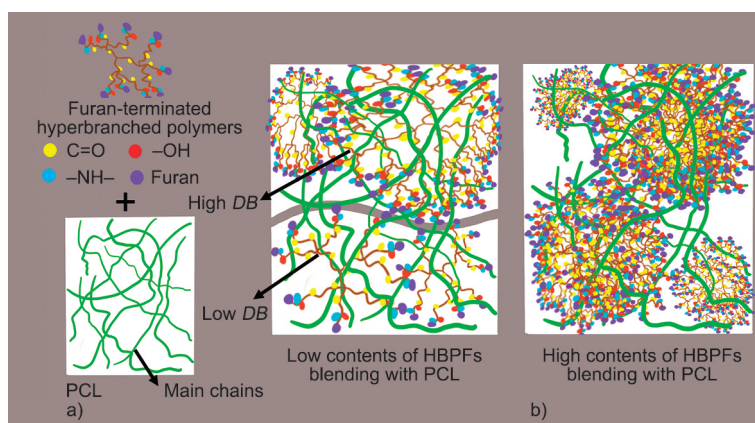 Furan-terminated
hyperbranched polymers
C=O
–OH
–NH–
Furan
+
High DB
Low DB
PCL
Main chains
a)
Low contents of HBPFs
blending with PCL
High contents of HBPFs
blending with PCL
b)